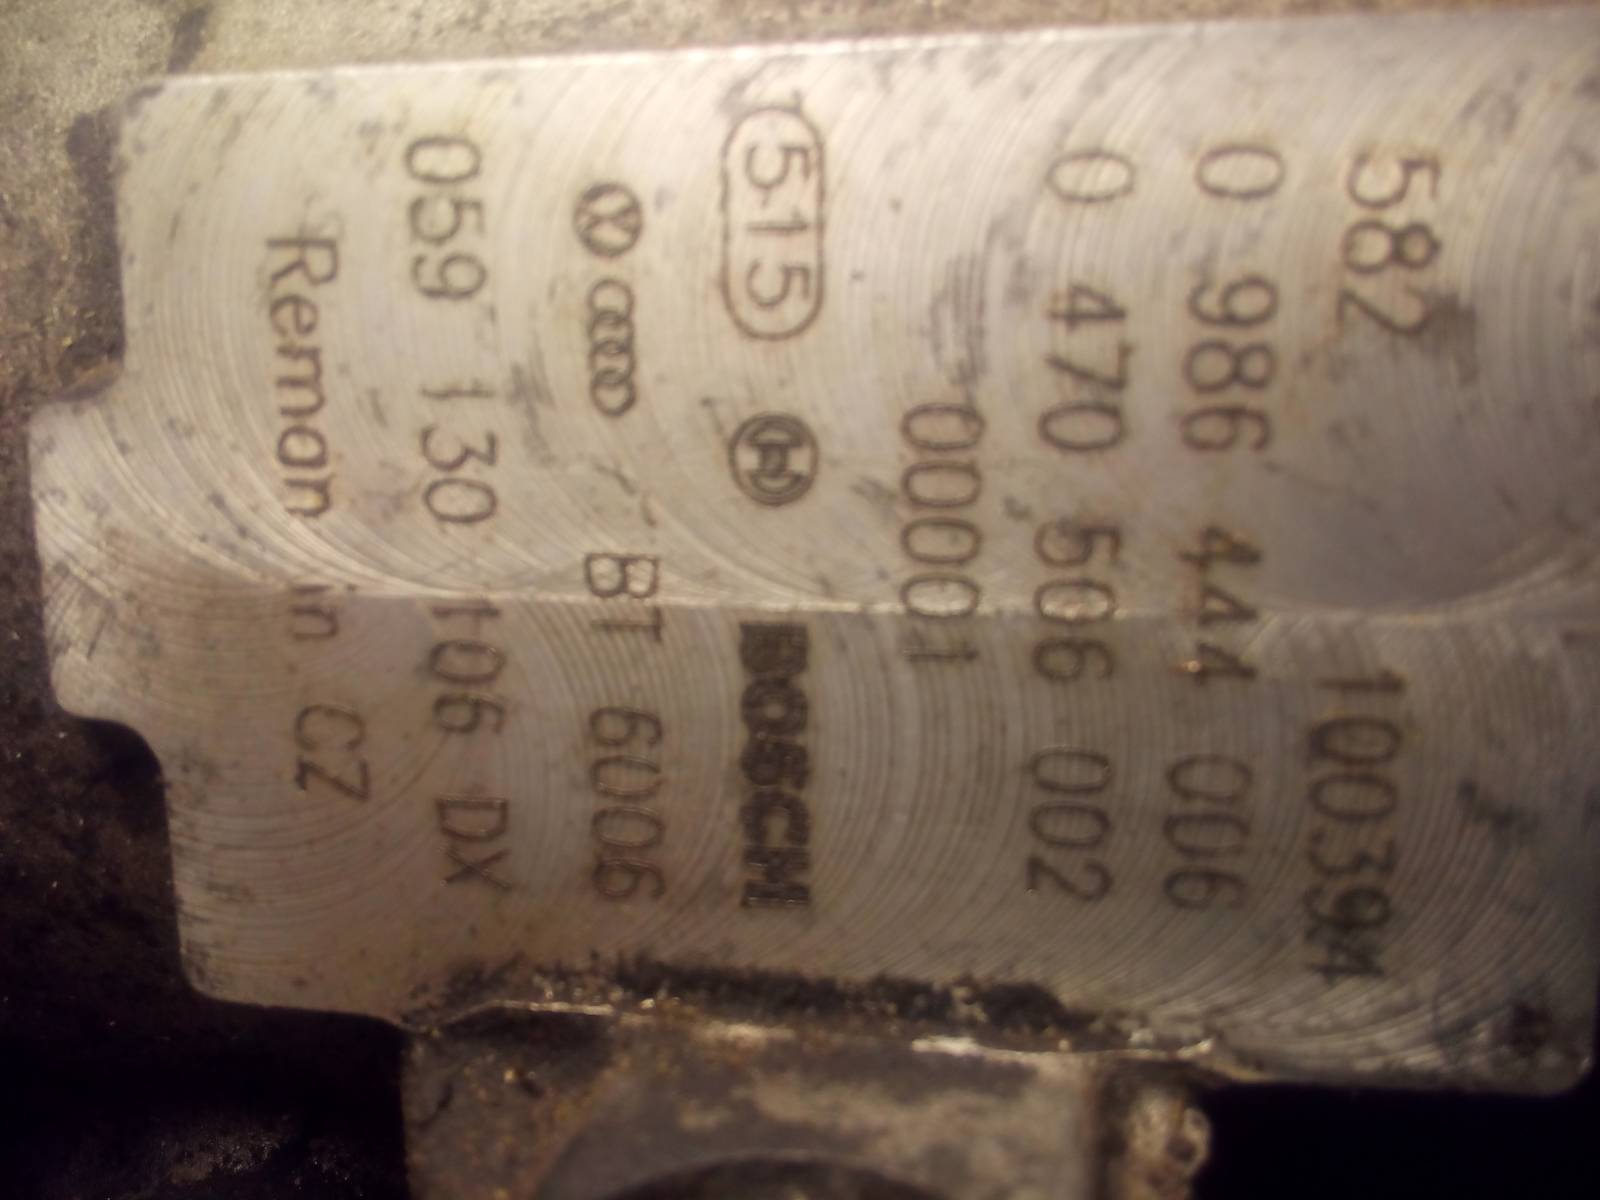 582 100394
0 986 444 006
0 470 506 002
00001
515 BOSCH
BT 6006
059 130 106 DX
Reman in CZ